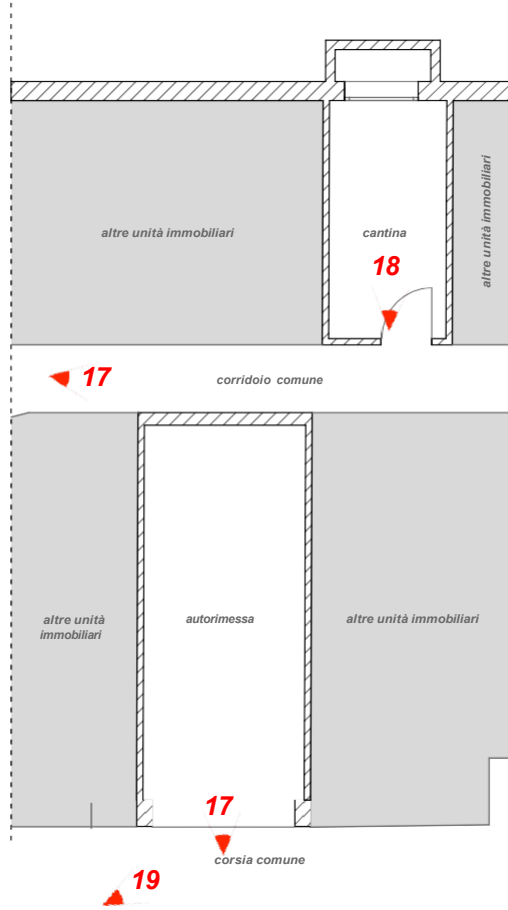 altre unità immobiliari
cantina
altre unità immobiliari
18
17
corridoio comune
altre unità
immobiliari
autorimessa
altre unità immobiliari
17
corsia comune
19